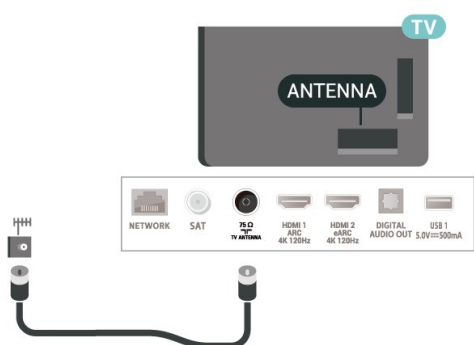 TV
ANTENNA
NETWORK
SAT
75 Ω
TV ANTENNA
HDMI 1
ARC
4K 120Hz
HDMI 2
eARC
4K 120Hz
DIGITAL
AUDIO OUT
USB 1
5.0V⎓500mA